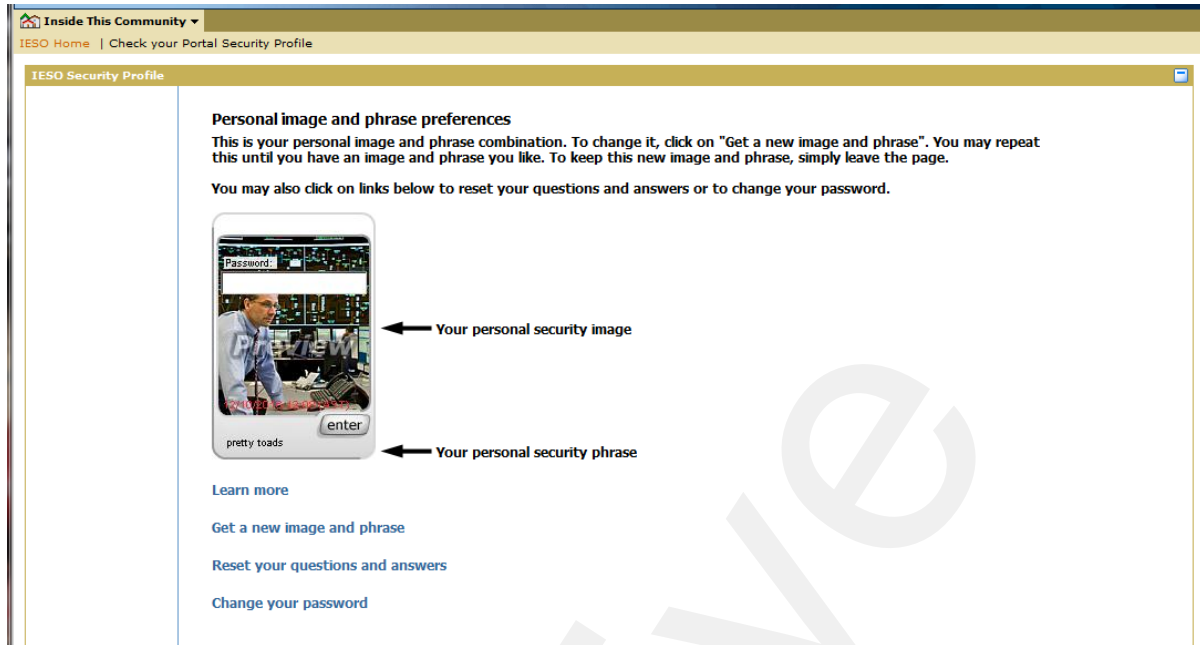 Inside This Community
IESO Home | Check your Portal Security Profile
IESO Security Profile
Personal image and phrase preferences
This is your personal image and phrase combination. To change it, click on "Get a new image and phrase". You may repeat
this until you have an image and phrase you like. To keep this new image and phrase, simply leave the page.
You may also click on links below to reset your questions and answers or to change your password.
Password:
Your personal security image
Preview
enter
pretty toads
Your personal security phrase
Learn more
Get a new image and phrase
Reset your questions and answers
Change your password